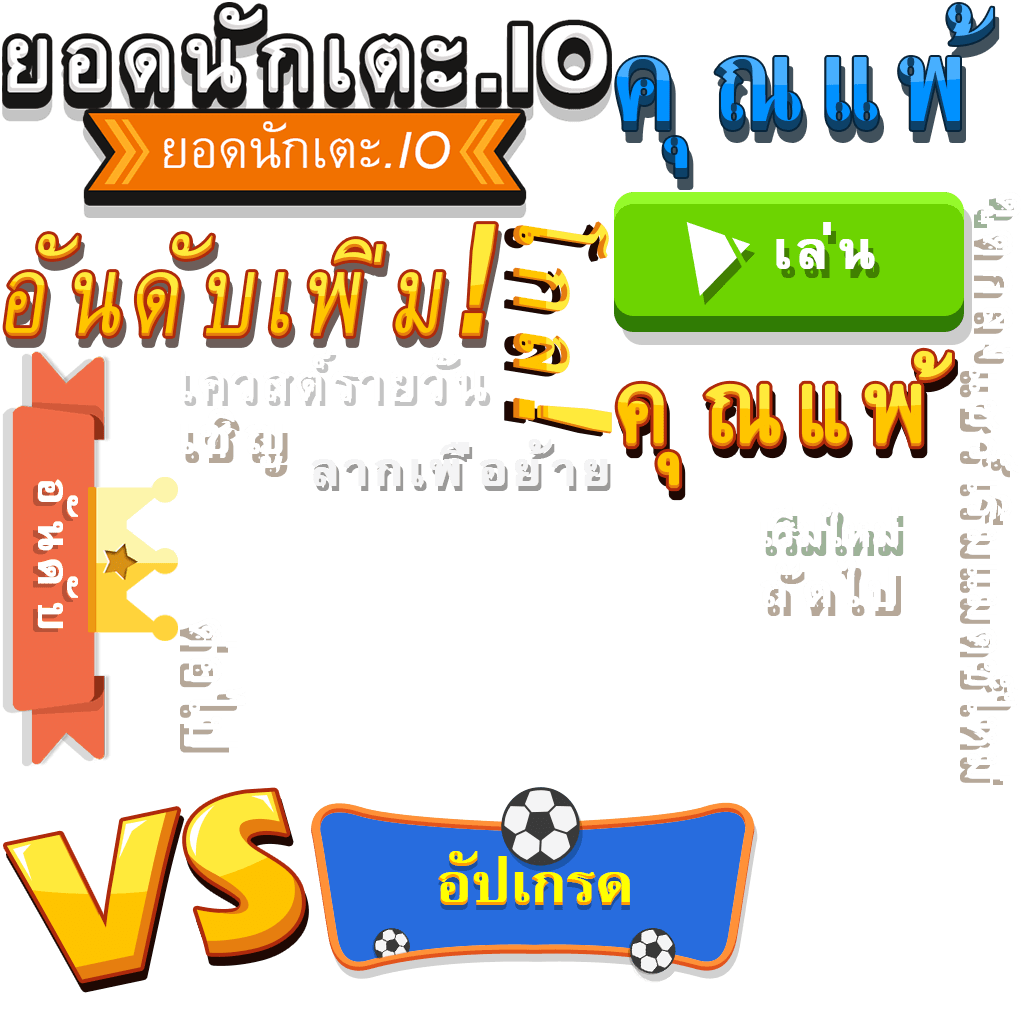 ยอดนักเตะ.IO
ยอดนักเตะ.IO
คุณแพ้
เล่น
อันดับเพิ่ม!
เควสต์รายวัน
เชิญ
ลากเพื่อย้าย
คุณแพ้
อันดับ
เริ่มใหม่
ถัดไป
ต่อไป
VS
อัปเกรด